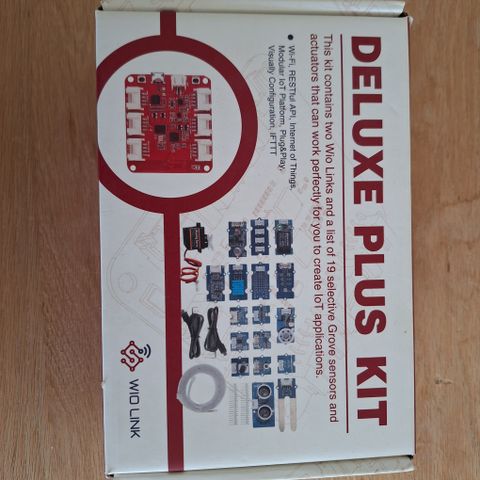 DELUXE PLUS KIT
This kit contains two Wio Links and a list of 19 selective Grove sensors and
actuators that can work perfectly for you to create IoT applications.
● Wi-Fi, RESTful API, Internet of Things,
Modular IoT Platform, Plug&Play,
Visually Configuration, IFTTT
WIO LINK